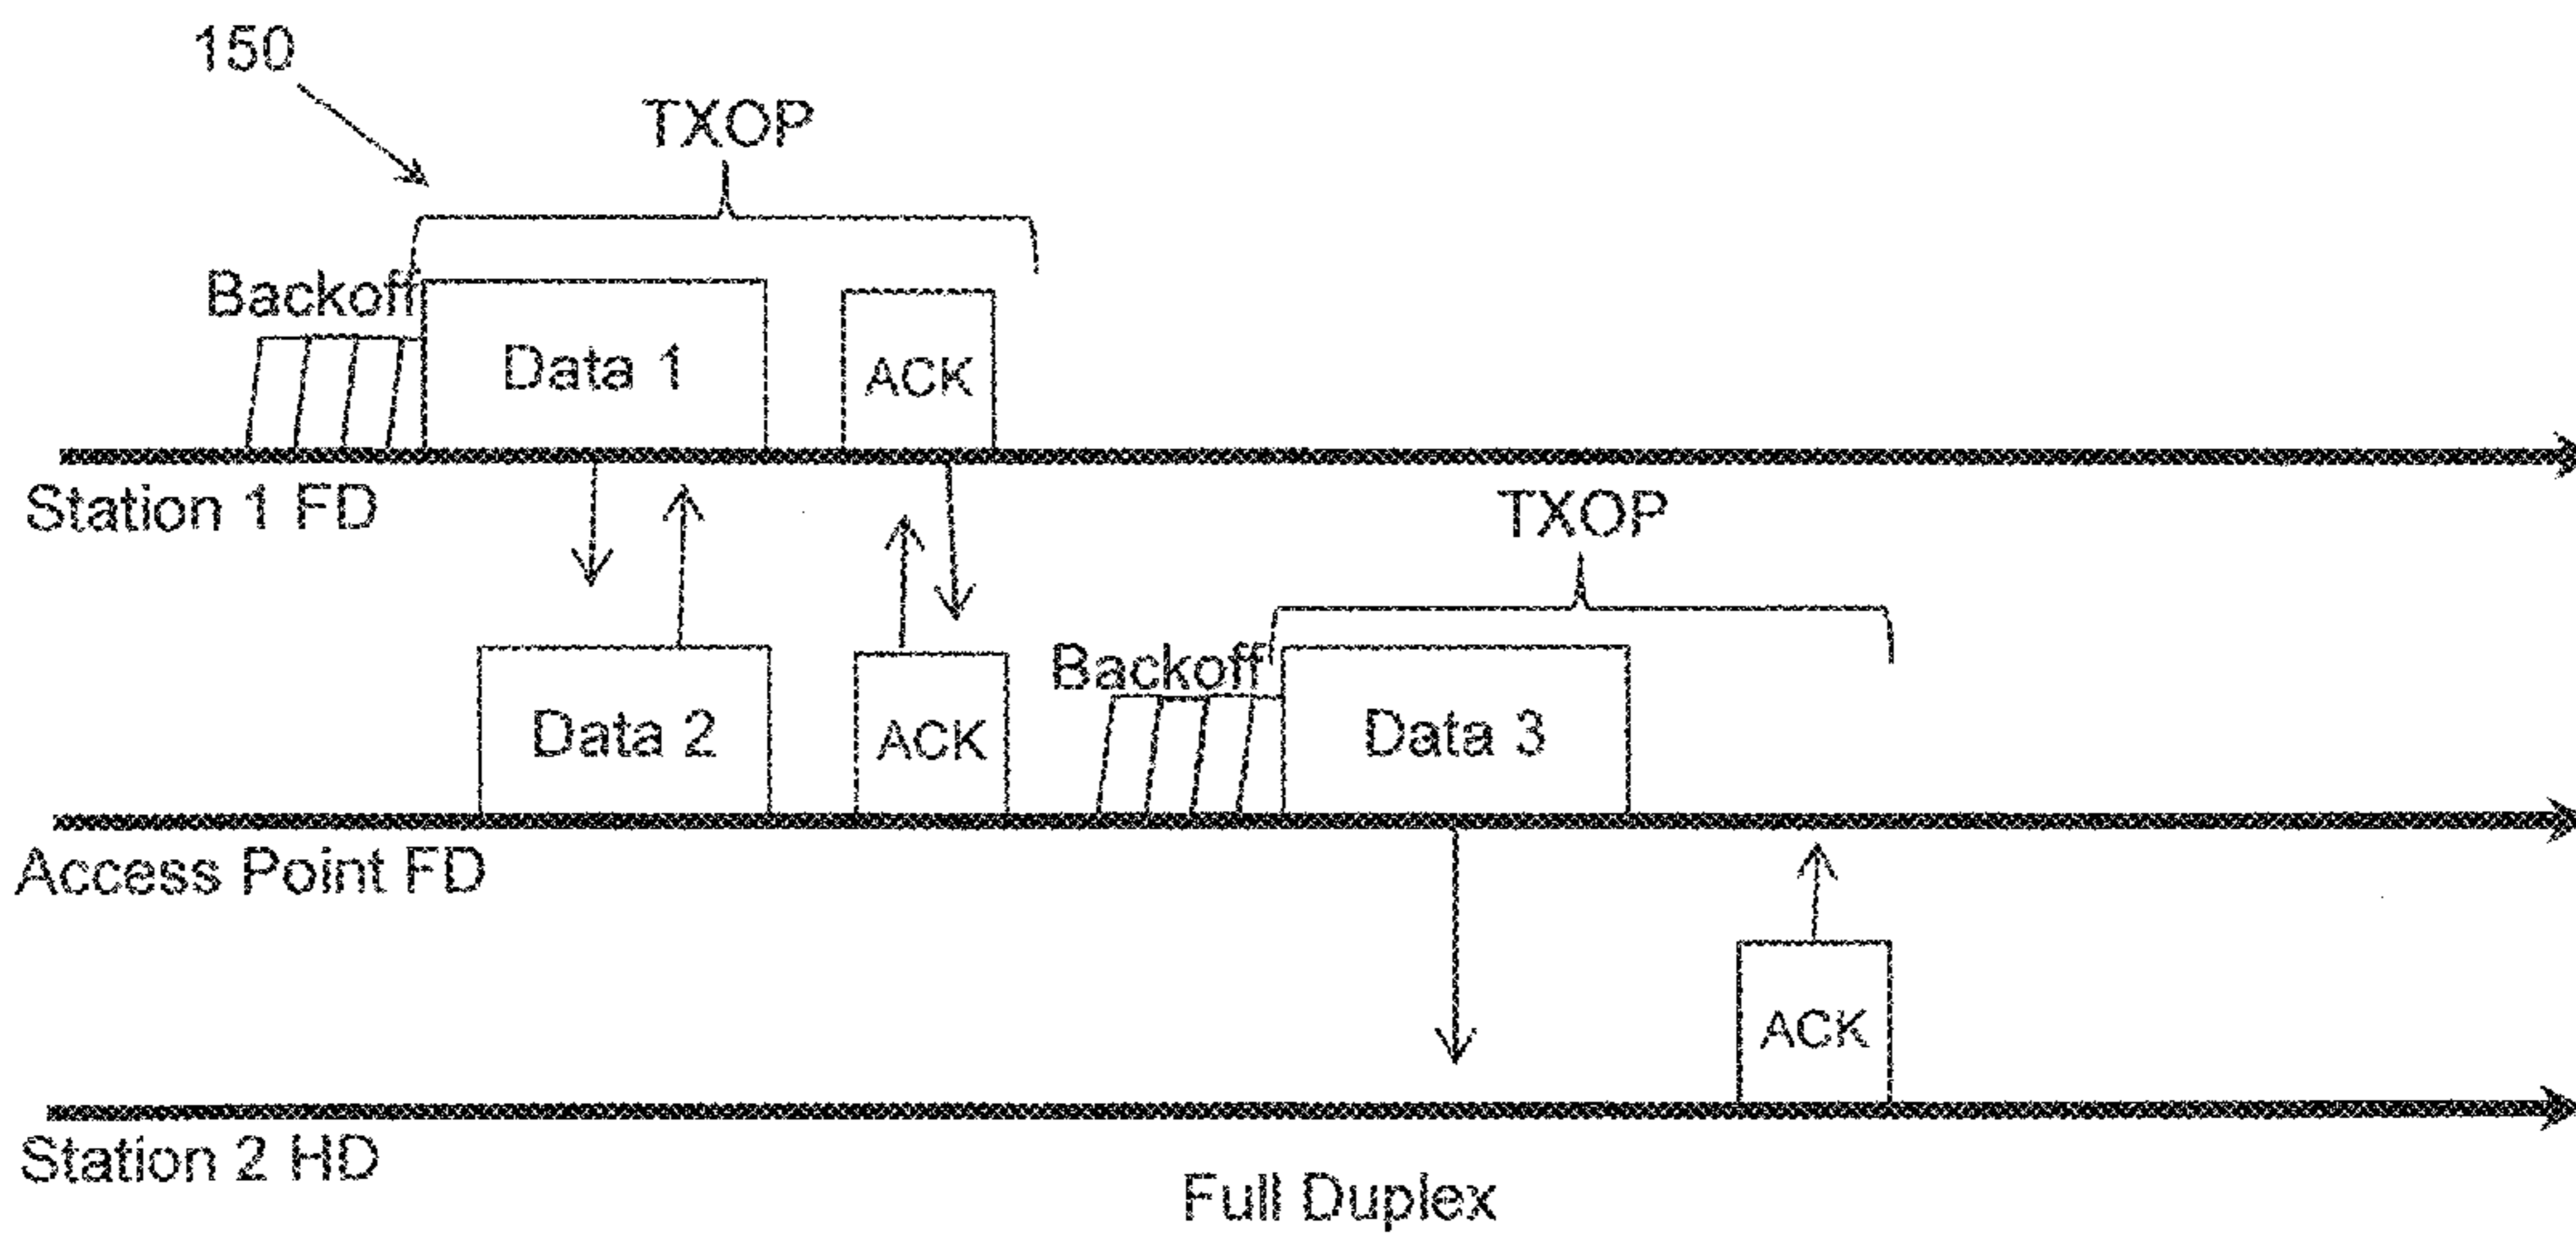 150
TXOP
Backoff
Data 1
ACK
Station 1 FD
TXOP
Backoff
Data 2
ACK
Data 3
Access Point FD
ACK
Station 2 HD
Full Duplex